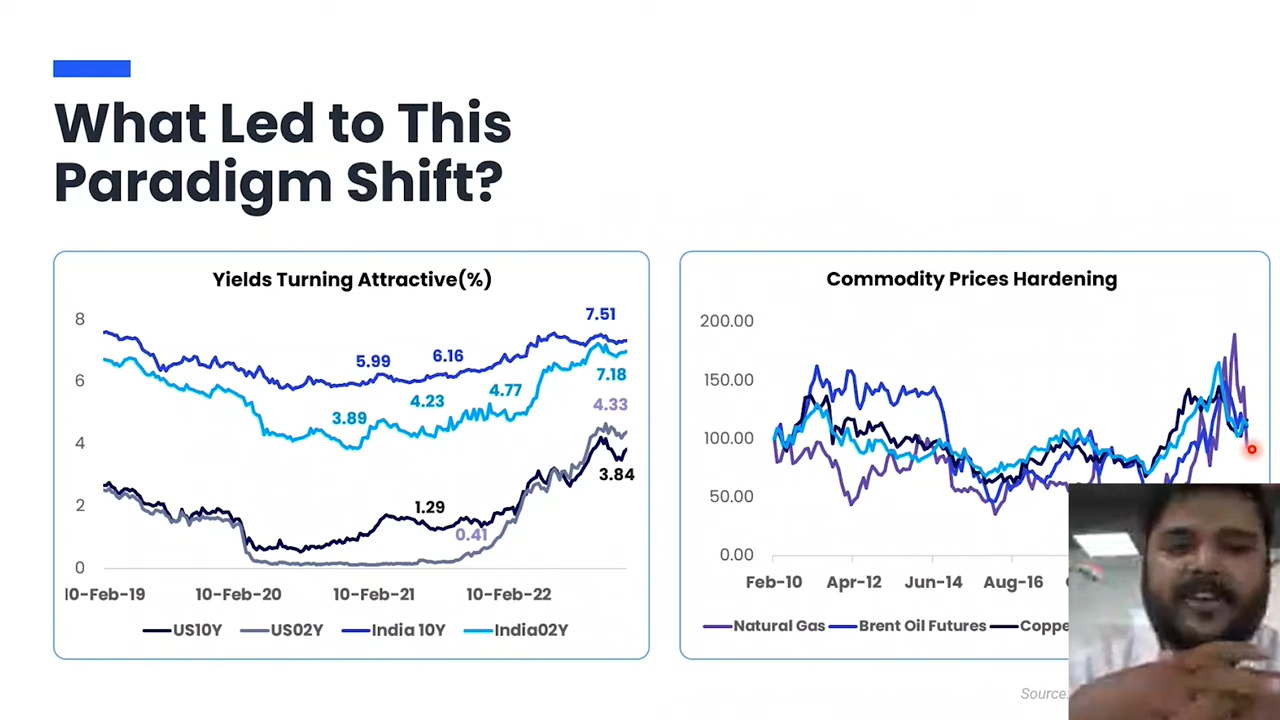 What Led to This
Paradigm Shift?
Yields Turning Attractive(%)
8
6
4
2
0
7.51
5.99
6.16
7.18
4.77
4.23
3.89
4.33
3.84
1.29
0.41
10-Feb-19 10-Feb-20 10-Feb-21 10-Feb-22
US10Y US02Y India 10Y India02Y
Commodity Prices Hardening
200.00
150.00
100.00
50.00
0.00
Feb-10 Apr-12 Jun-14 Aug-16
Natural Gas Brent Oil Futures
Source: